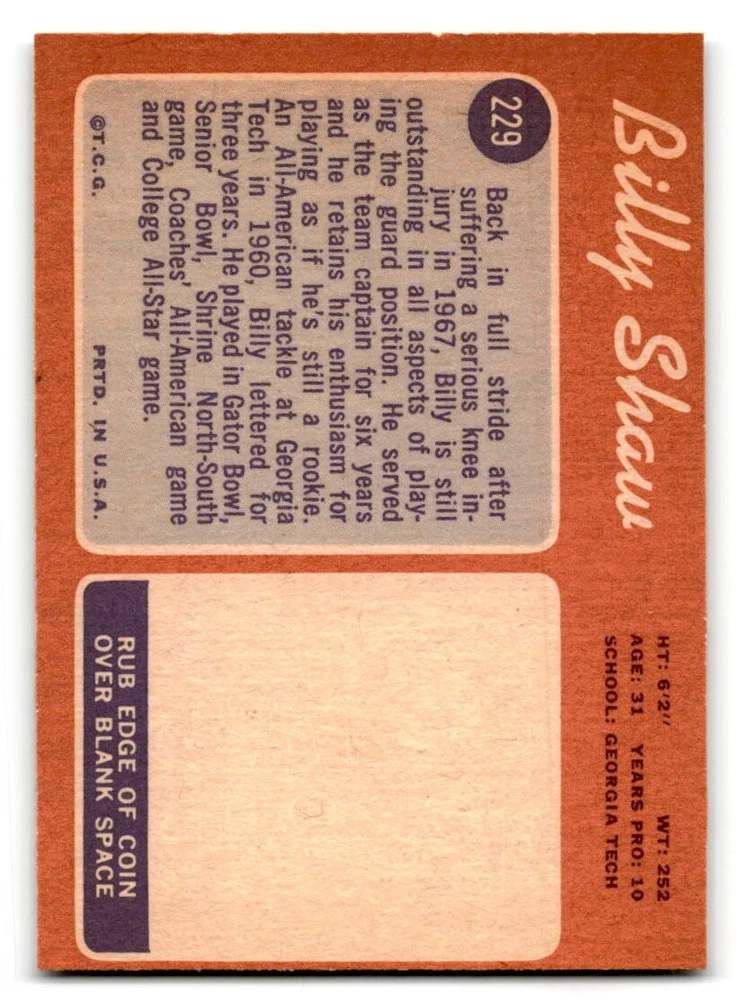 Billy Shaw
HT: 6'2" WT: 252
AGE: 31 YEARS PRO: 10
SCHOOL: GEORGIA TECH
229
Back in full stride after
suffering a serious knee in-
jury in 1967, Billy is still
outstanding in all aspects of play-
ing the guard position. He served
as the team captain for six years
and he retains his enthusiasm for
playing as if he's still a rookie.
An All-American tackle at Georgia
Tech in 1960, Billy lettered for
three years. He played in Gator Bowl,
Senior Bowl, Shrine North-South
game, Coaches' All-American game
and College All-Star game.
©T.C.G. PRTD. IN U.S.A.
RUB EDGE OF COIN
OVER BLANK SPACE